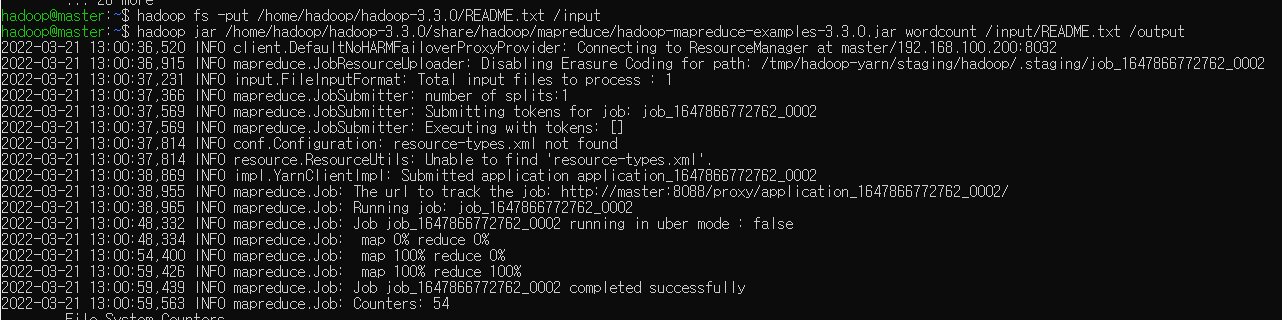 ... 20 more
hadoop@master:~$ hadoop fs -put /home/hadoop/hadoop-3.3.0/README.txt /input
hadoop@master:~$ hadoop jar /home/hadoop/hadoop-3.3.0/share/hadoop/mapreduce/hadoop-mapreduce-examples-3.3.0.jar wordcount /input/README.txt /output
2022-03-21 13:00:36,520 INFO client.DefaultNoHARMFailoverProxyProvider: Connecting to ResourceManager at master/192.168.100.200:8032
2022-03-21 13:00:36,915 INFO mapreduce.JobResourceUploader: Disabling Erasure Coding for path: /tmp/hadoop-yarn/staging/hadoop/.staging/job_1647866772762_0002
2022-03-21 13:00:37,231 INFO input.FileInputFormat: Total input files to process : 1
2022-03-21 13:00:37,366 INFO mapreduce.JobSubmitter: number of splits:1
2022-03-21 13:00:37,569 INFO mapreduce.JobSubmitter: Submitting tokens for job: job_1647866772762_0002
2022-03-21 13:00:37,569 INFO mapreduce.JobSubmitter: Executing with tokens: []
2022-03-21 13:00:37,814 INFO conf.Configuration: resource-types.xml not found
2022-03-21 13:00:37,814 INFO resource.ResourceUtils: Unable to find 'resource-types.xml'.
2022-03-21 13:00:38,869 INFO impl.YarnClientImpl: Submitted application application_1647866772762_0002
2022-03-21 13:00:38,955 INFO mapreduce.Job: The url to track the job: http://master:8088/proxy/application_1647866772762_0002/
2022-03-21 13:00:38,965 INFO mapreduce.Job: Running job: job_1647866772762_0002
2022-03-21 13:00:48,332 INFO mapreduce.Job: Job job_1647866772762_0002 running in uber mode : false
2022-03-21 13:00:48,334 INFO mapreduce.Job:  map 0% reduce 0%
2022-03-21 13:00:54,400 INFO mapreduce.Job:  map 100% reduce 0%
2022-03-21 13:00:59,426 INFO mapreduce.Job:  map 100% reduce 100%
2022-03-21 13:00:59,439 INFO mapreduce.Job: Job job_1647866772762_0002 completed successfully
2022-03-21 13:00:59,563 INFO mapreduce.Job: Counters: 54
File System Counters